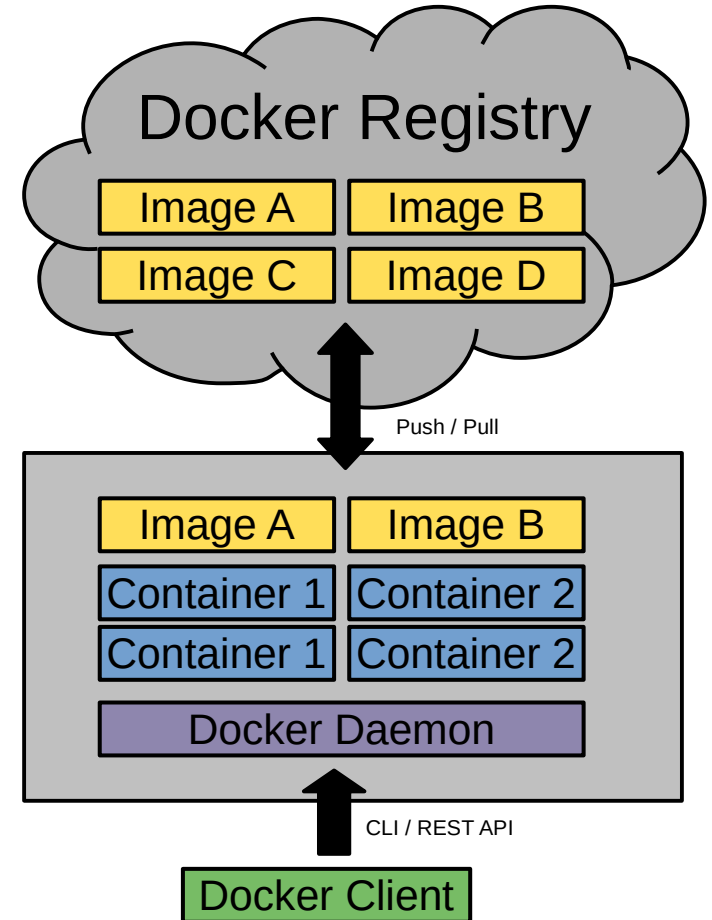 Docker Registry
Image A Image B
Image C Image D
Push / Pull
Image A Image B
Container 1 Container 2
Container 1 Container 2
Docker Daemon
CLI / REST API
Docker Client